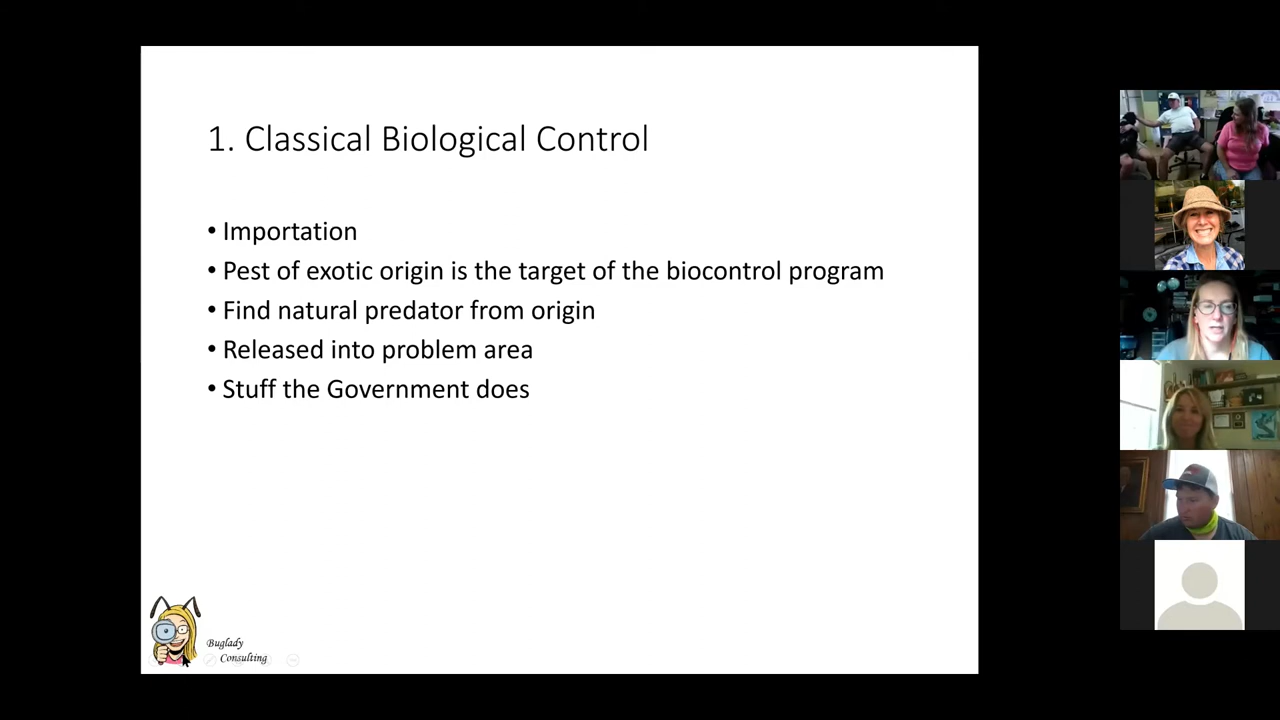 1. Classical Biological Control
• Importation
• Pest of exotic origin is the target of the biocontrol program
• Find natural predator from origin
• Released into problem area
• Stuff the Government does
Buglady
Consulting